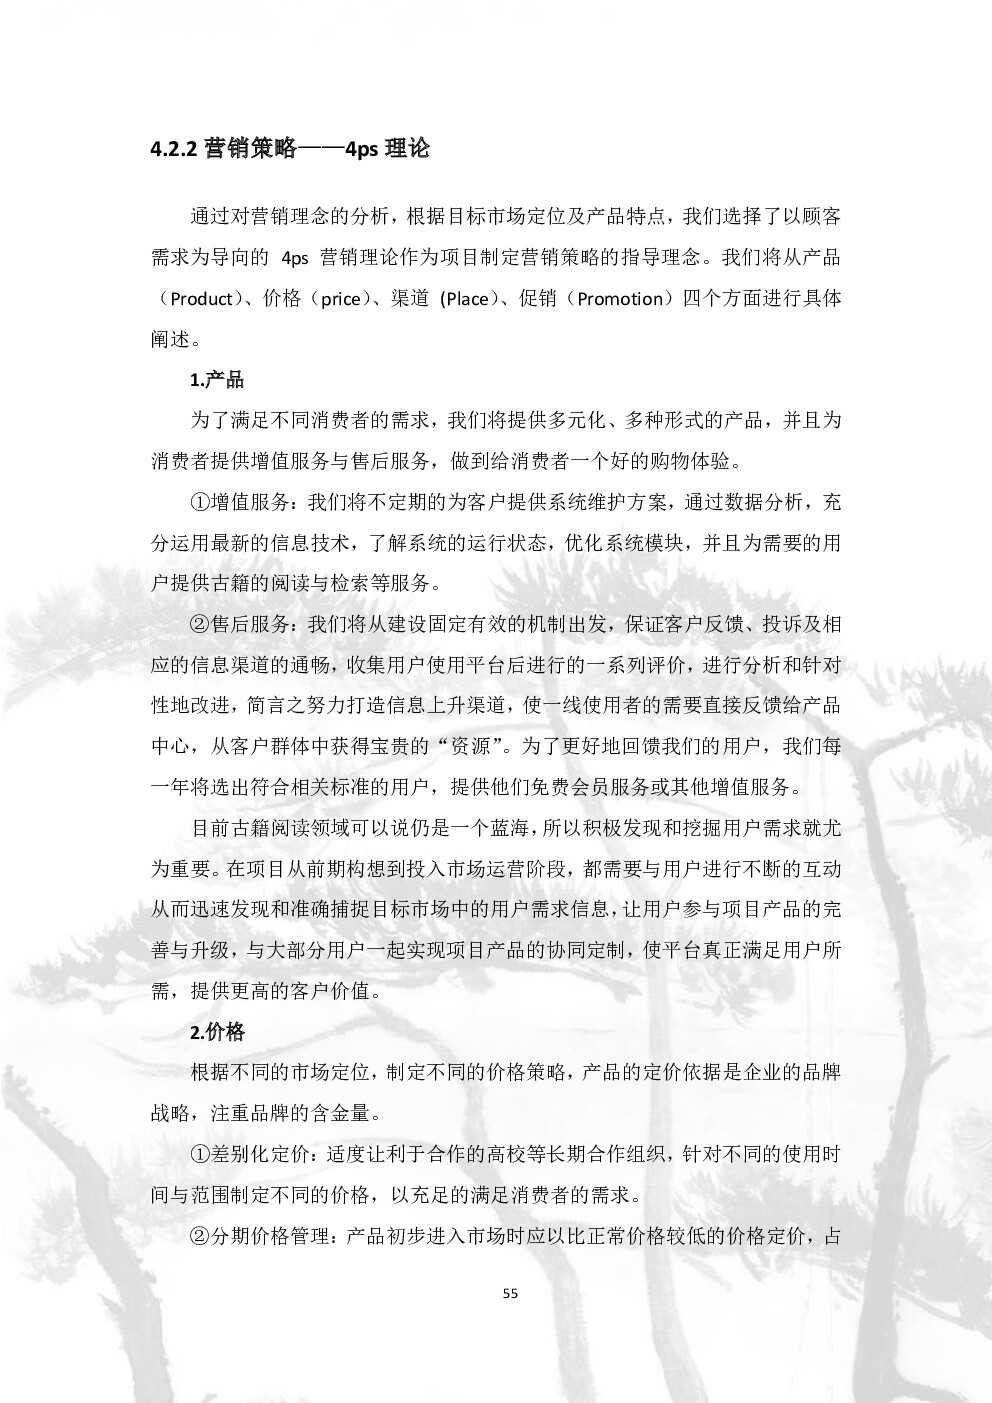 4.2.2 营销策略——4ps 理论
通过对营销理念的分析，根据目标市场定位及产品特点，我们选择了以顾客
需求为导向的 4ps 营销理论作为项目制定营销策略的指导理念。我们将从产品
（Product）、价格（price）、渠道 (Place）、促销（Promotion）四个方面进行具体
阐述。
1.产品
为了满足不同消费者的需求，我们将提供多元化、多种形式的产品，并且为
消费者提供增值服务与售后服务，做到给消费者一个好的购物体验。
①增值服务：我们将不定期的为客户提供系统维护方案，通过数据分析，充
分运用最新的信息技术，了解系统的运行状态，优化系统模块，并且为需要的用
户提供古籍的阅读与检索等服务。
②售后服务：我们将从建设固定有效的机制出发，保证客户反馈、投诉及相
应的信息渠道的通畅，收集用户使用平台后进行的一系列评价，进行分析和针对
性地改进，简言之努力打造信息上升渠道，使一线使用者的需要直接反馈给产品
中心，从客户群体中获得宝贵的“资源”。为了更好地回馈我们的用户，我们每
一年将选出符合相关标准的用户，提供他们免费会员服务或其他增值服务。
目前古籍阅读领域可以说仍是一个蓝海，所以积极发现和挖掘用户需求就尤
为重要。在项目从前期构想到投入市场运营阶段，都需要与用户进行不断的互动
从而迅速发现和准确捕捉目标市场中的用户需求信息，让用户参与项目产品的完
善与升级，与大部分用户一起实现项目产品的协同定制，使平台真正满足用户所
需，提供更高的客户价值。
2.价格
根据不同的市场定位，制定不同的价格策略，产品的定价依据是企业的品牌
战略，注重品牌的含金量。
①差别化定价：适度让利于合作的高校等长期合作组织，针对不同的使用时
间与范围制定不同的价格，以充足的满足消费者的需求。
②分期价格管理：产品初步进入市场时应以比正常价格较低的价格定价，占
55